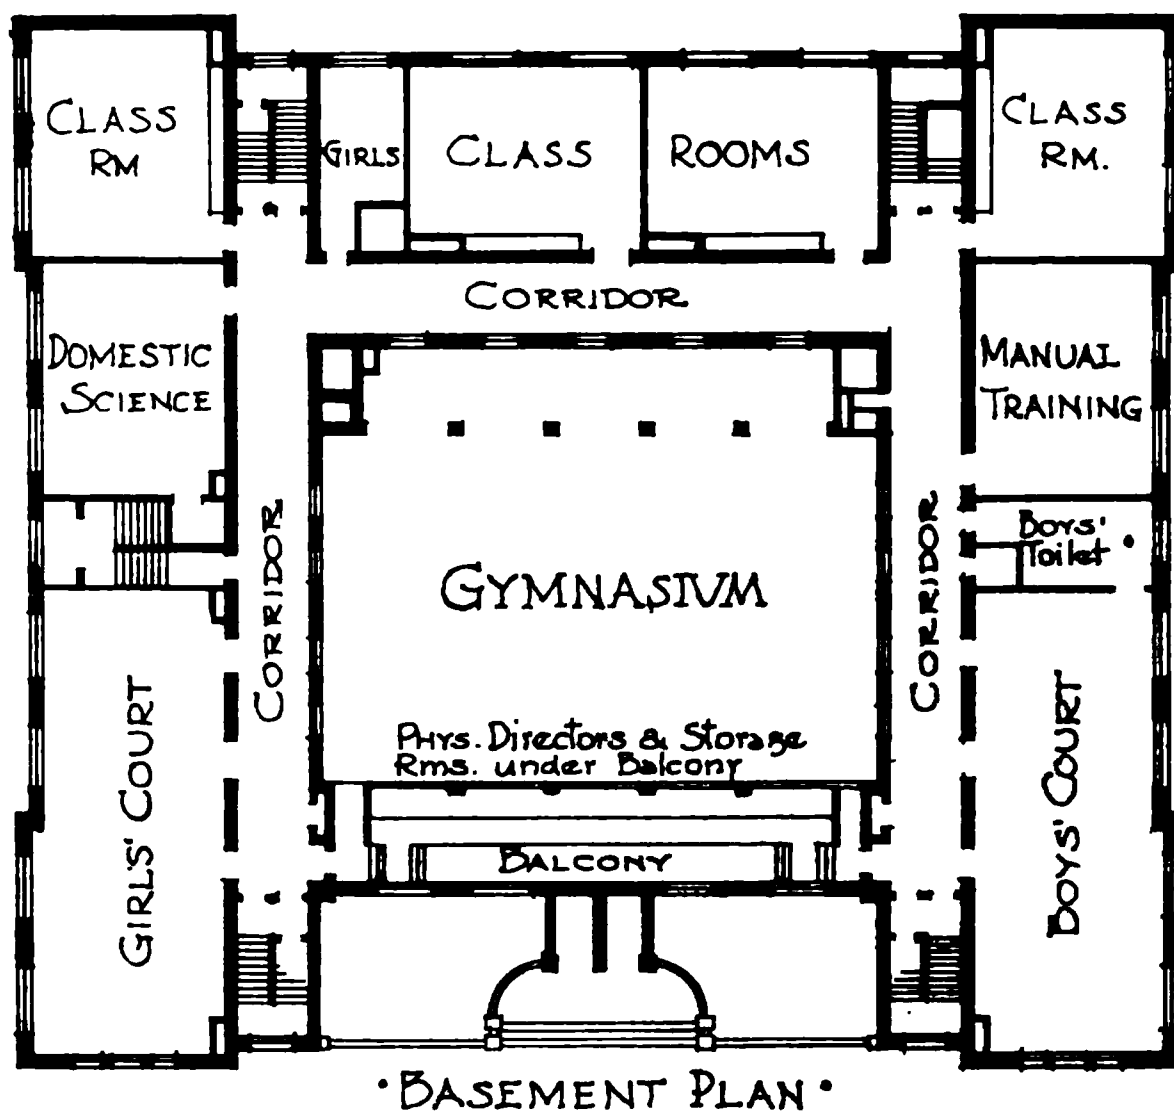 CLASS
RM
GIRLS
CLASS
ROOMS
CLASS
RM.
CORRIDOR
DOMESTIC
SCIENCE
MANUAL
TRAINING
CORRIDOR
GYMNASIUM
CORRIDOR
BOYS'
TOILET
PHYS. DIRECTORS & STORAGE
RMS. UNDER BALCONY
GIRLS' COURT
BALCONY
BOYS' COURT
• BASEMENT PLAN •